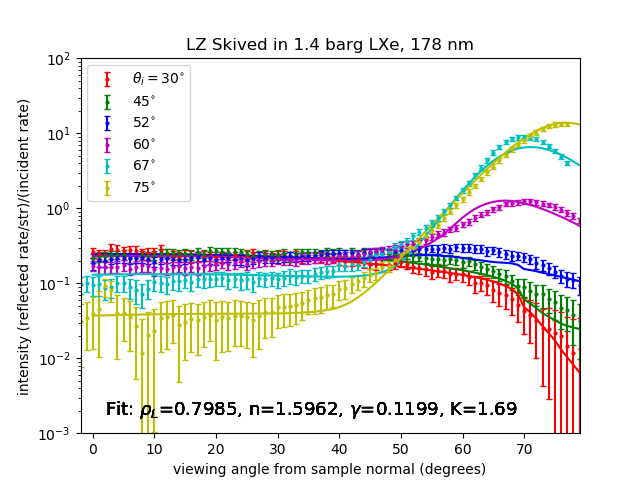 LZ Skived in 1.4 barg LXe, 178 nm
intensity (reflected rate/str)/(incident rate)
10²
10¹
10⁰
10⁻¹
10⁻²
10⁻³
θᵢ = 30°
45°
52°
60°
67°
75°
Fit: ρ_L=0.7985, n=1.5962, γ=0.1199, K=1.69
0 10 20 30 40 50 60 70
viewing angle from sample normal (degrees)